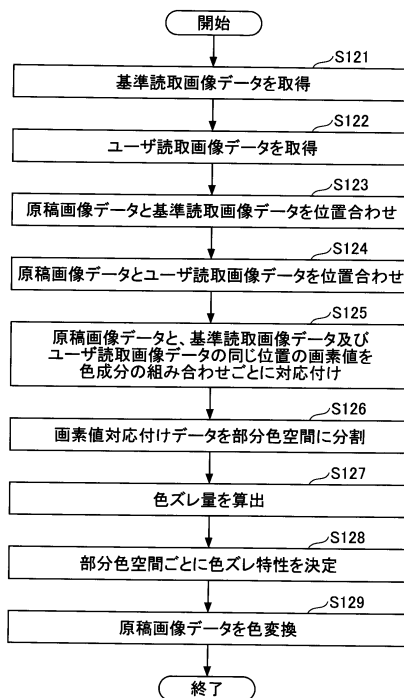 開始
S121
基準読取画像データを取得
S122
ユーザ読取画像データを取得
S123
原稿画像データと基準読取画像データを位置合わせ
S124
原稿画像データとユーザ読取画像データを位置合わせ
S125
原稿画像データと、基準読取画像データ及び
ユーザ読取画像データの同じ位置の画素値を
色成分の組み合わせごとに対応付け
S126
画素値対応付けデータを部分色空間に分割
S127
色ズレ量を算出
S128
部分色空間ごとに色ズレ特性を決定
S129
原稿画像データを色変換
終了